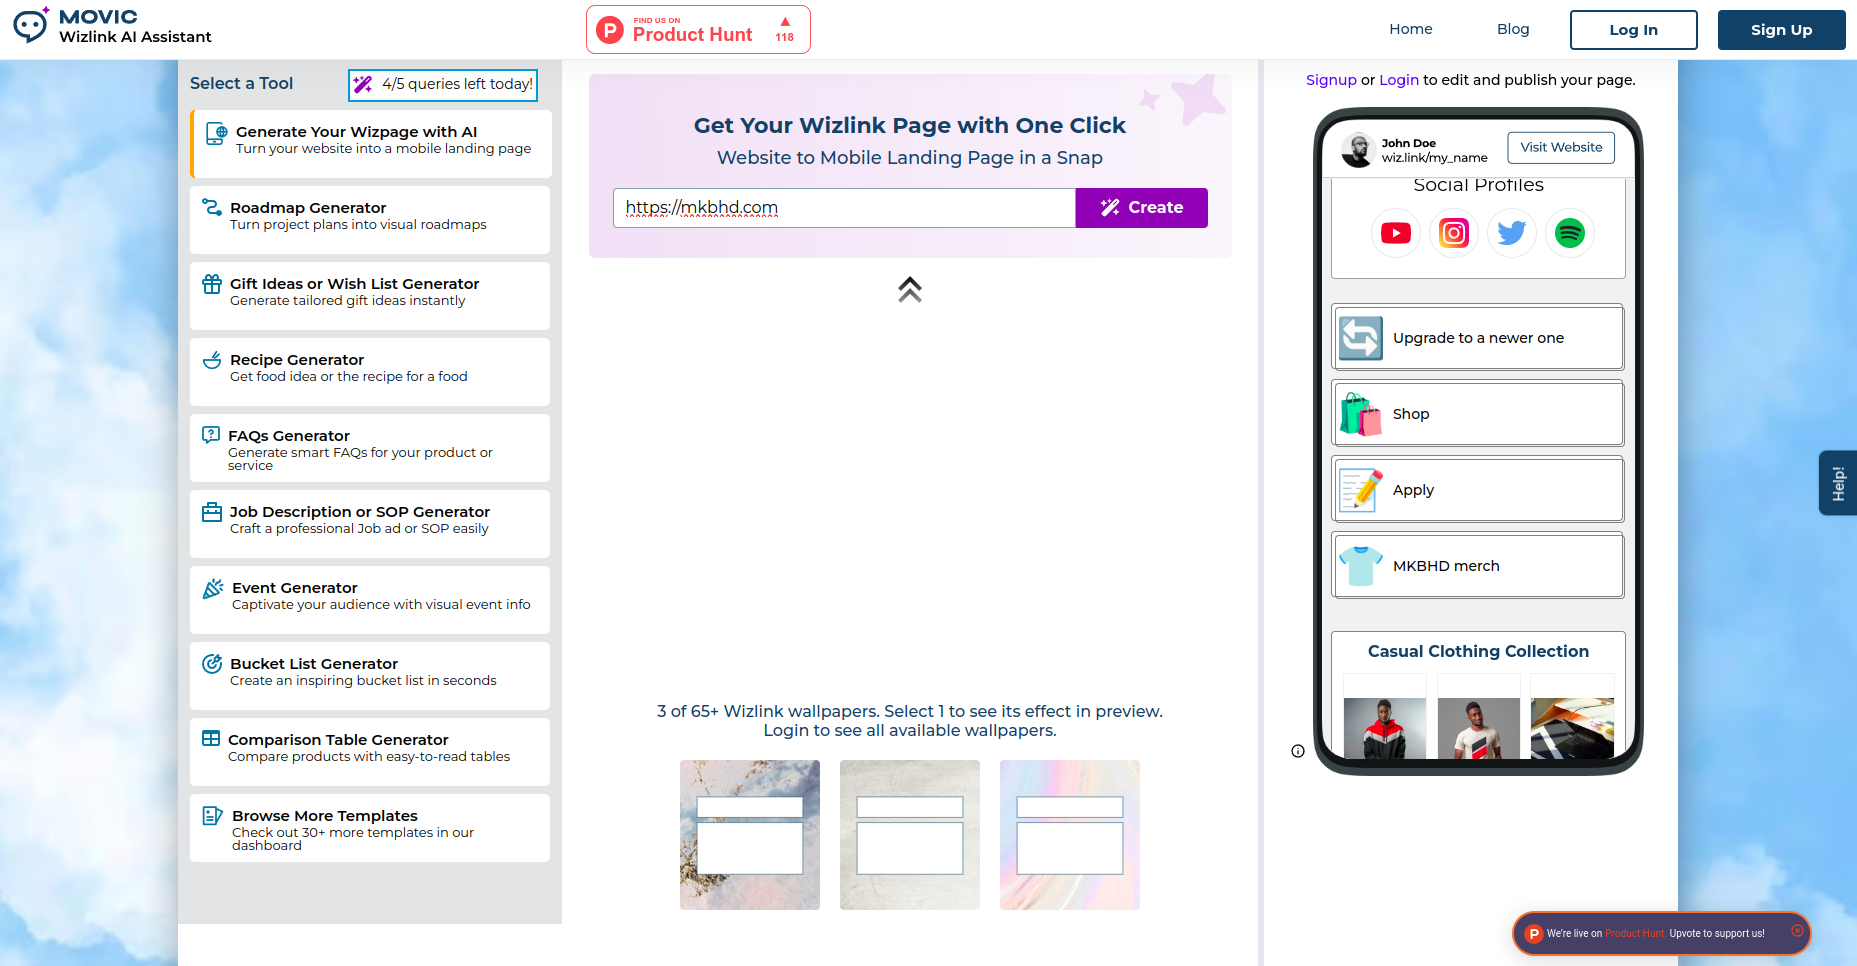 MOVIC
Wizlink AI Assistant
FIND US ON
Product Hunt
118
Home
Blog
Log In
Sign Up
Select a Tool
4/5 queries left today!
Generate Your Wizpage with AI
Turn your website into a mobile landing page
Roadmap Generator
Turn project plans into visual roadmaps
Gift Ideas or Wish List Generator
Generate tailored gift ideas instantly
Recipe Generator
Get food idea or the recipe for a food
FAQs Generator
Generate smart FAQs for your product or
service
Job Description or SOP Generator
Craft a professional Job ad or SOP easily
Event Generator
Captivate your audience with visual event info
Bucket List Generator
Create an inspiring bucket list in seconds
Comparison Table Generator
Compare products with easy-to-read tables
Browse More Templates
Check out 30+ more templates in our
dashboard
Get Your Wizlink Page with One Click
Website to Mobile Landing Page in a Snap
https://mkbhd.com
Create
3 of 65+ Wizlink wallpapers. Select 1 to see its effect in preview.
Login to see all available wallpapers.
Signup or Login to edit and publish your page.
John Doe
wiz.link/my_name
Visit Website
Social Profiles
Upgrade to a newer one
Shop
Apply
MKBHD merch
Casual Clothing Collection
Help!
We're live on Product Hunt. Upvote to support us!